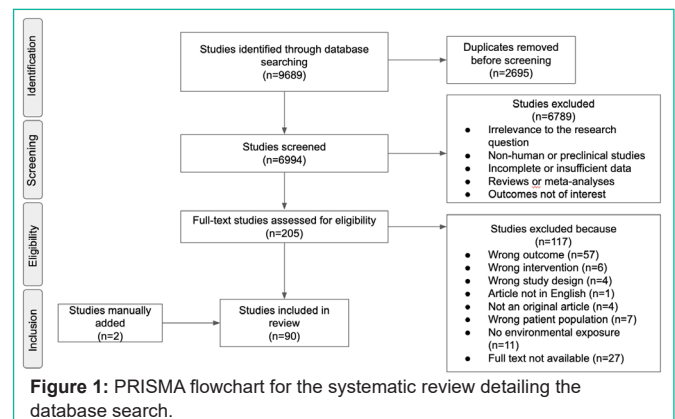 Identification
Studies identified through database
searching
(n=9689)
Duplicates removed
before screening
(n=2695)
Screening
Studies screened
(n=6994)
Studies excluded
(n=6789)
● Irrelevance to the research
question
● Non-human or preclinical studies
● Incomplete or insufficient data
● Reviews or meta-analyses
● Outcomes not of interest
Eligibility
Full-text studies assessed for eligibility
(n=205)
Studies excluded because
(n=117)
● Wrong outcome (n=57)
● Wrong intervention (n=6)
● Wrong study design (n=4)
● Article not in English (n=1)
● Not an original article (n=4)
● Wrong patient population (n=7)
● No environmental exposure
(n=11)
● Full text not available (n=27)
Inclusion
Studies manually
added
(n=2)
Studies included in
review
(n=90)
Figure 1: PRISMA flowchart for the systematic review detailing the
database search.